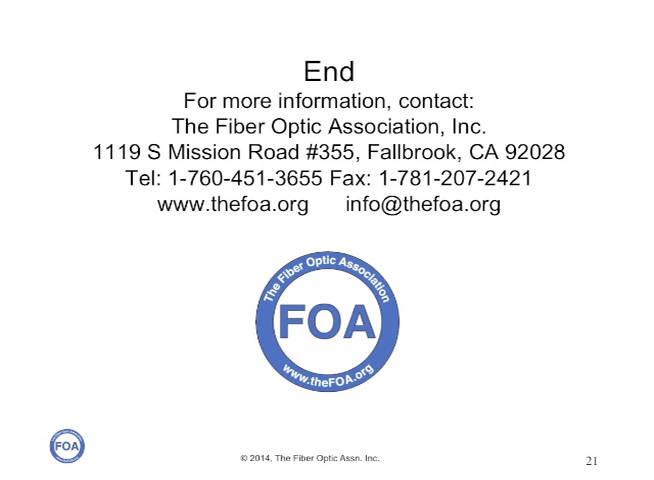 End
For more information, contact:
The Fiber Optic Association, Inc.
1119 S Mission Road #355, Fallbrook, CA 92028
Tel: 1-760-451-3655 Fax: 1-781-207-2421
www.thefoa.org info@thefoa.org
The Fiber Optic Association
FOA
www.theFOA.org
FOA
© 2014, The Fiber Optic Assn. Inc.
21